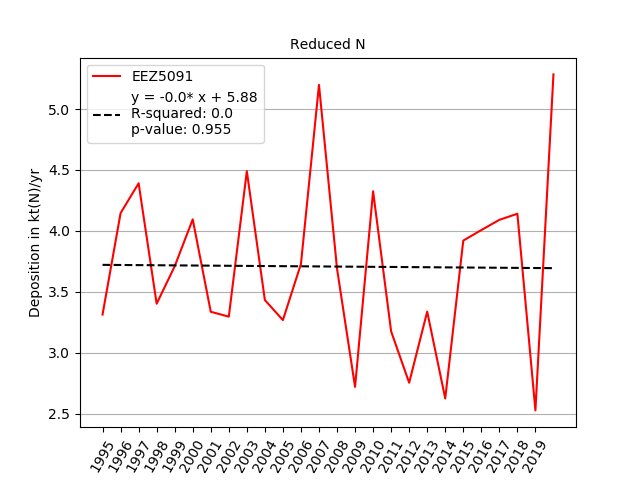 Reduced N
EEZ5091
y = -0.0* x + 5.88
R-squared: 0.0
p-value: 0.955
Deposition in kt(N)/yr
5.0
4.5
4.0
3.5
3.0
2.5
1995 1996 1997 1998 1999 2000 2001 2002 2003 2004 2005 2006 2007 2008 2009 2010 2011 2012 2013 2014 2015 2016 2017 2018 2019